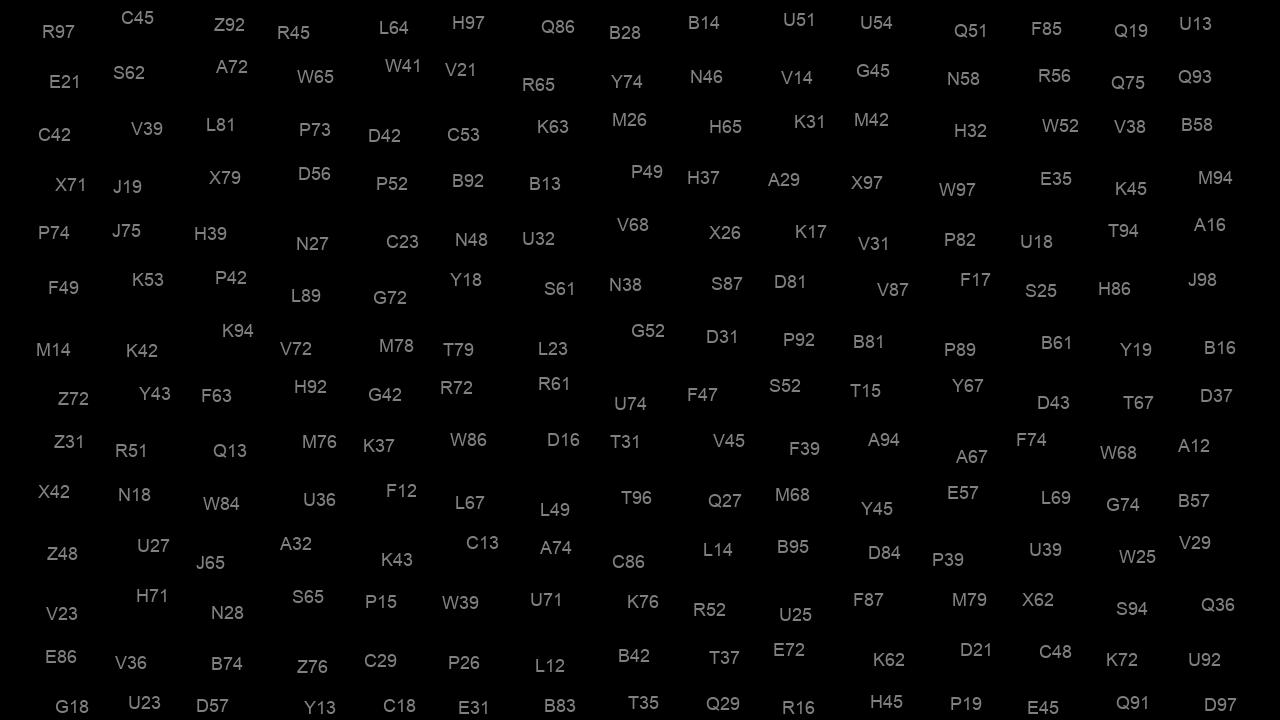 R97 C45 Z92 R45 L64 H97 Q86 B28 B14 U51 U54 Q51 F85 Q19 U13
E21 S62 A72 W65 W41 V21 R65 Y74 N46 V14 G45 N58 R56 Q75 Q93
C42 V39 L81 P73 D42 C53 K63 M26 H65 K31 M42 H32 W52 V38 B58
X71 J19 X79 D56 P52 B92 B13 P49 H37 A29 X97 W97 E35 K45 M94
P74 J75 H39 N27 C23 N48 U32 V68 X26 K17 V31 P82 U18 T94 A16
F49 K53 P42 L89 G72 Y18 S61 N38 S87 D81 V87 F17 S25 H86 J98
M14 K42 K94 V72 M78 T79 L23 G52 D31 P92 B81 P89 B61 Y19 B16
Z72 Y43 F63 H92 G42 R72 R61 U74 F47 S52 T15 Y67 D43 T67 D37
Z31 R51 Q13 M76 K37 W86 D16 T31 V45 F39 A94 A67 F74 W68 A12
X42 N18 W84 U36 F12 L67 L49 T96 Q27 M68 Y45 E57 L69 G74 B57
Z48 U27 J65 A32 K43 C13 A74 C86 L14 B95 D84 P39 U39 W25 V29
V23 H71 N28 S65 P15 W39 U71 K76 R52 U25 F87 M79 X62 S94 Q36
E86 V36 B74 Z76 C29 P26 L12 B42 T37 E72 K62 D21 C48 K72 U92
G18 U23 D57 Y13 C18 E31 B83 T35 Q29 R16 H45 P19 E45 Q91 D97